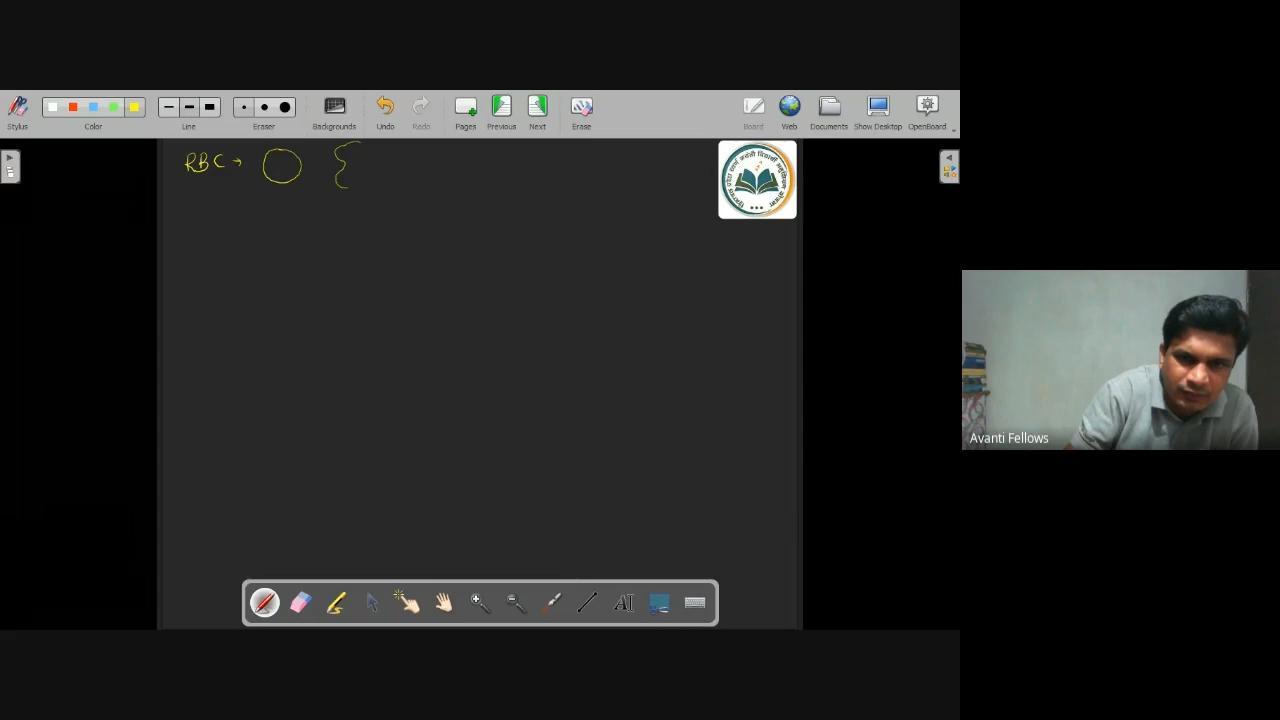 Stylus Color Line Eraser Backgrounds Undo Redo Pages Previous Next Erase Board Web Documents Show Desktop OpenBoard
RBC → {
AI
Avanti Fellows